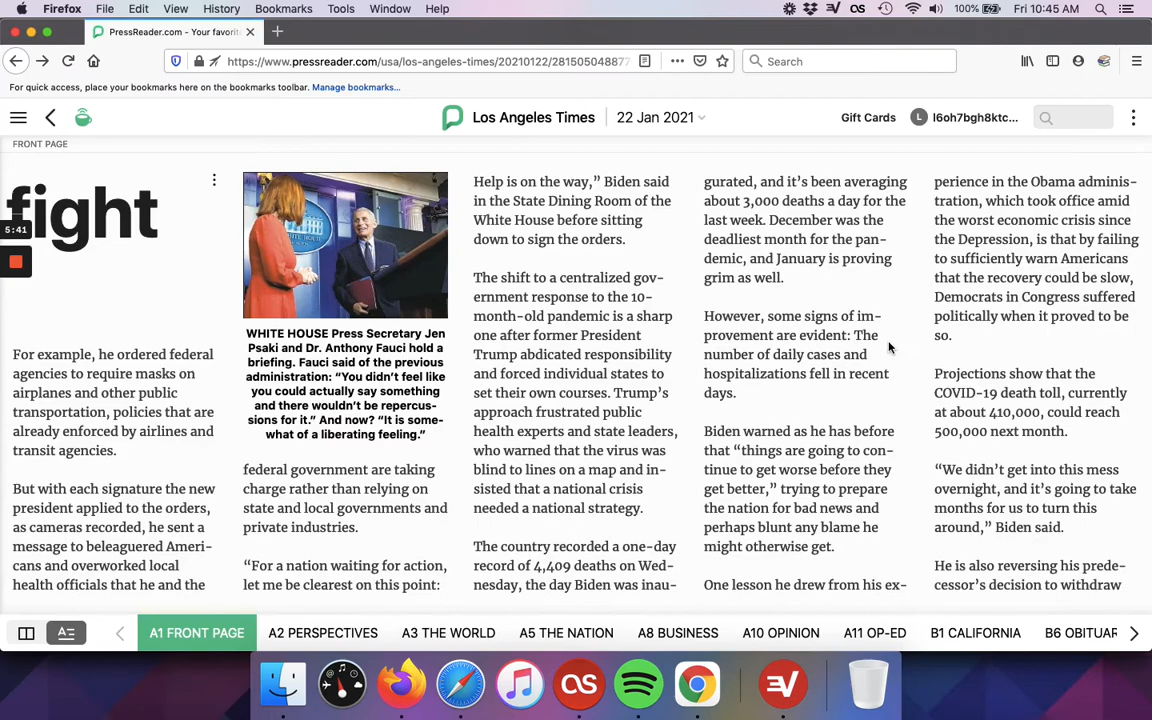 Firefox File Edit View History Bookmarks Tools Window Help 100% Fri 10:45 AM
PressReader.com - Your favorit
https://www.pressreader.com/usa/los-angeles-times/20210122/281505048877 Search
For quick access, place your bookmarks here on the bookmarks toolbar. Manage bookmarks...
Los Angeles Times 22 Jan 2021 Gift Cards L l6oh7bgh8ktc...
FRONT PAGE
fight
5:41
For example, he ordered federal
agencies to require masks on
airplanes and other public
transportation, policies that are
already enforced by airlines and
transit agencies.
But with each signature the new
president applied to the orders,
as cameras recorded, he sent a
message to beleaguered Ameri-
cans and overworked local
health officials that he and the
WHITE HOUSE Press Secretary Jen
Psaki and Dr. Anthony Fauci hold a
briefing. Fauci said of the previous
administration: “You didn’t feel like
you could actually say something
and there wouldn’t be repercus-
sions for it.” And now? “It is some-
what of a liberating feeling.”
federal government are taking
charge rather than relying on
state and local governments and
private industries.
“For a nation waiting for action,
let me be clearest on this point:
Help is on the way,” Biden said
in the State Dining Room of the
White House before sitting
down to sign the orders.
The shift to a centralized gov-
ernment response to the 10-
month-old pandemic is a sharp
one after former President
Trump abdicated responsibility
and forced individual states to
set their own courses. Trump’s
approach frustrated public
health experts and state leaders,
who warned that the virus was
blind to lines on a map and in-
sisted that a national crisis
needed a national strategy.
The country recorded a one-day
record of 4,409 deaths on Wed-
nesday, the day Biden was inau-
gurated, and it’s been averaging
about 3,000 deaths a day for the
last week. December was the
deadliest month for the pan-
demic, and January is proving
grim as well.
However, some signs of im-
provement are evident: The
number of daily cases and
hospitalizations fell in recent
days.
Biden warned as he has before
that “things are going to con-
tinue to get worse before they
get better,” trying to prepare
the nation for bad news and
perhaps blunt any blame he
might otherwise get.
One lesson he drew from his ex-
perience in the Obama adminis-
tration, which took office amid
the worst economic crisis since
the Depression, is that by failing
to sufficiently warn Americans
that the recovery could be slow,
Democrats in Congress suffered
politically when it proved to be
so.
Projections show that the
COVID-19 death toll, currently
at about 410,000, could reach
500,000 next month.
“We didn’t get into this mess
overnight, and it’s going to take
months for us to turn this
around,” Biden said.
He is also reversing his prede-
cessor’s decision to withdraw
A1 FRONT PAGE A2 PERSPECTIVES A3 THE WORLD A5 THE NATION A8 BUSINESS A10 OPINION A11 OP-ED B1 CALIFORNIA B6 OBITUAR